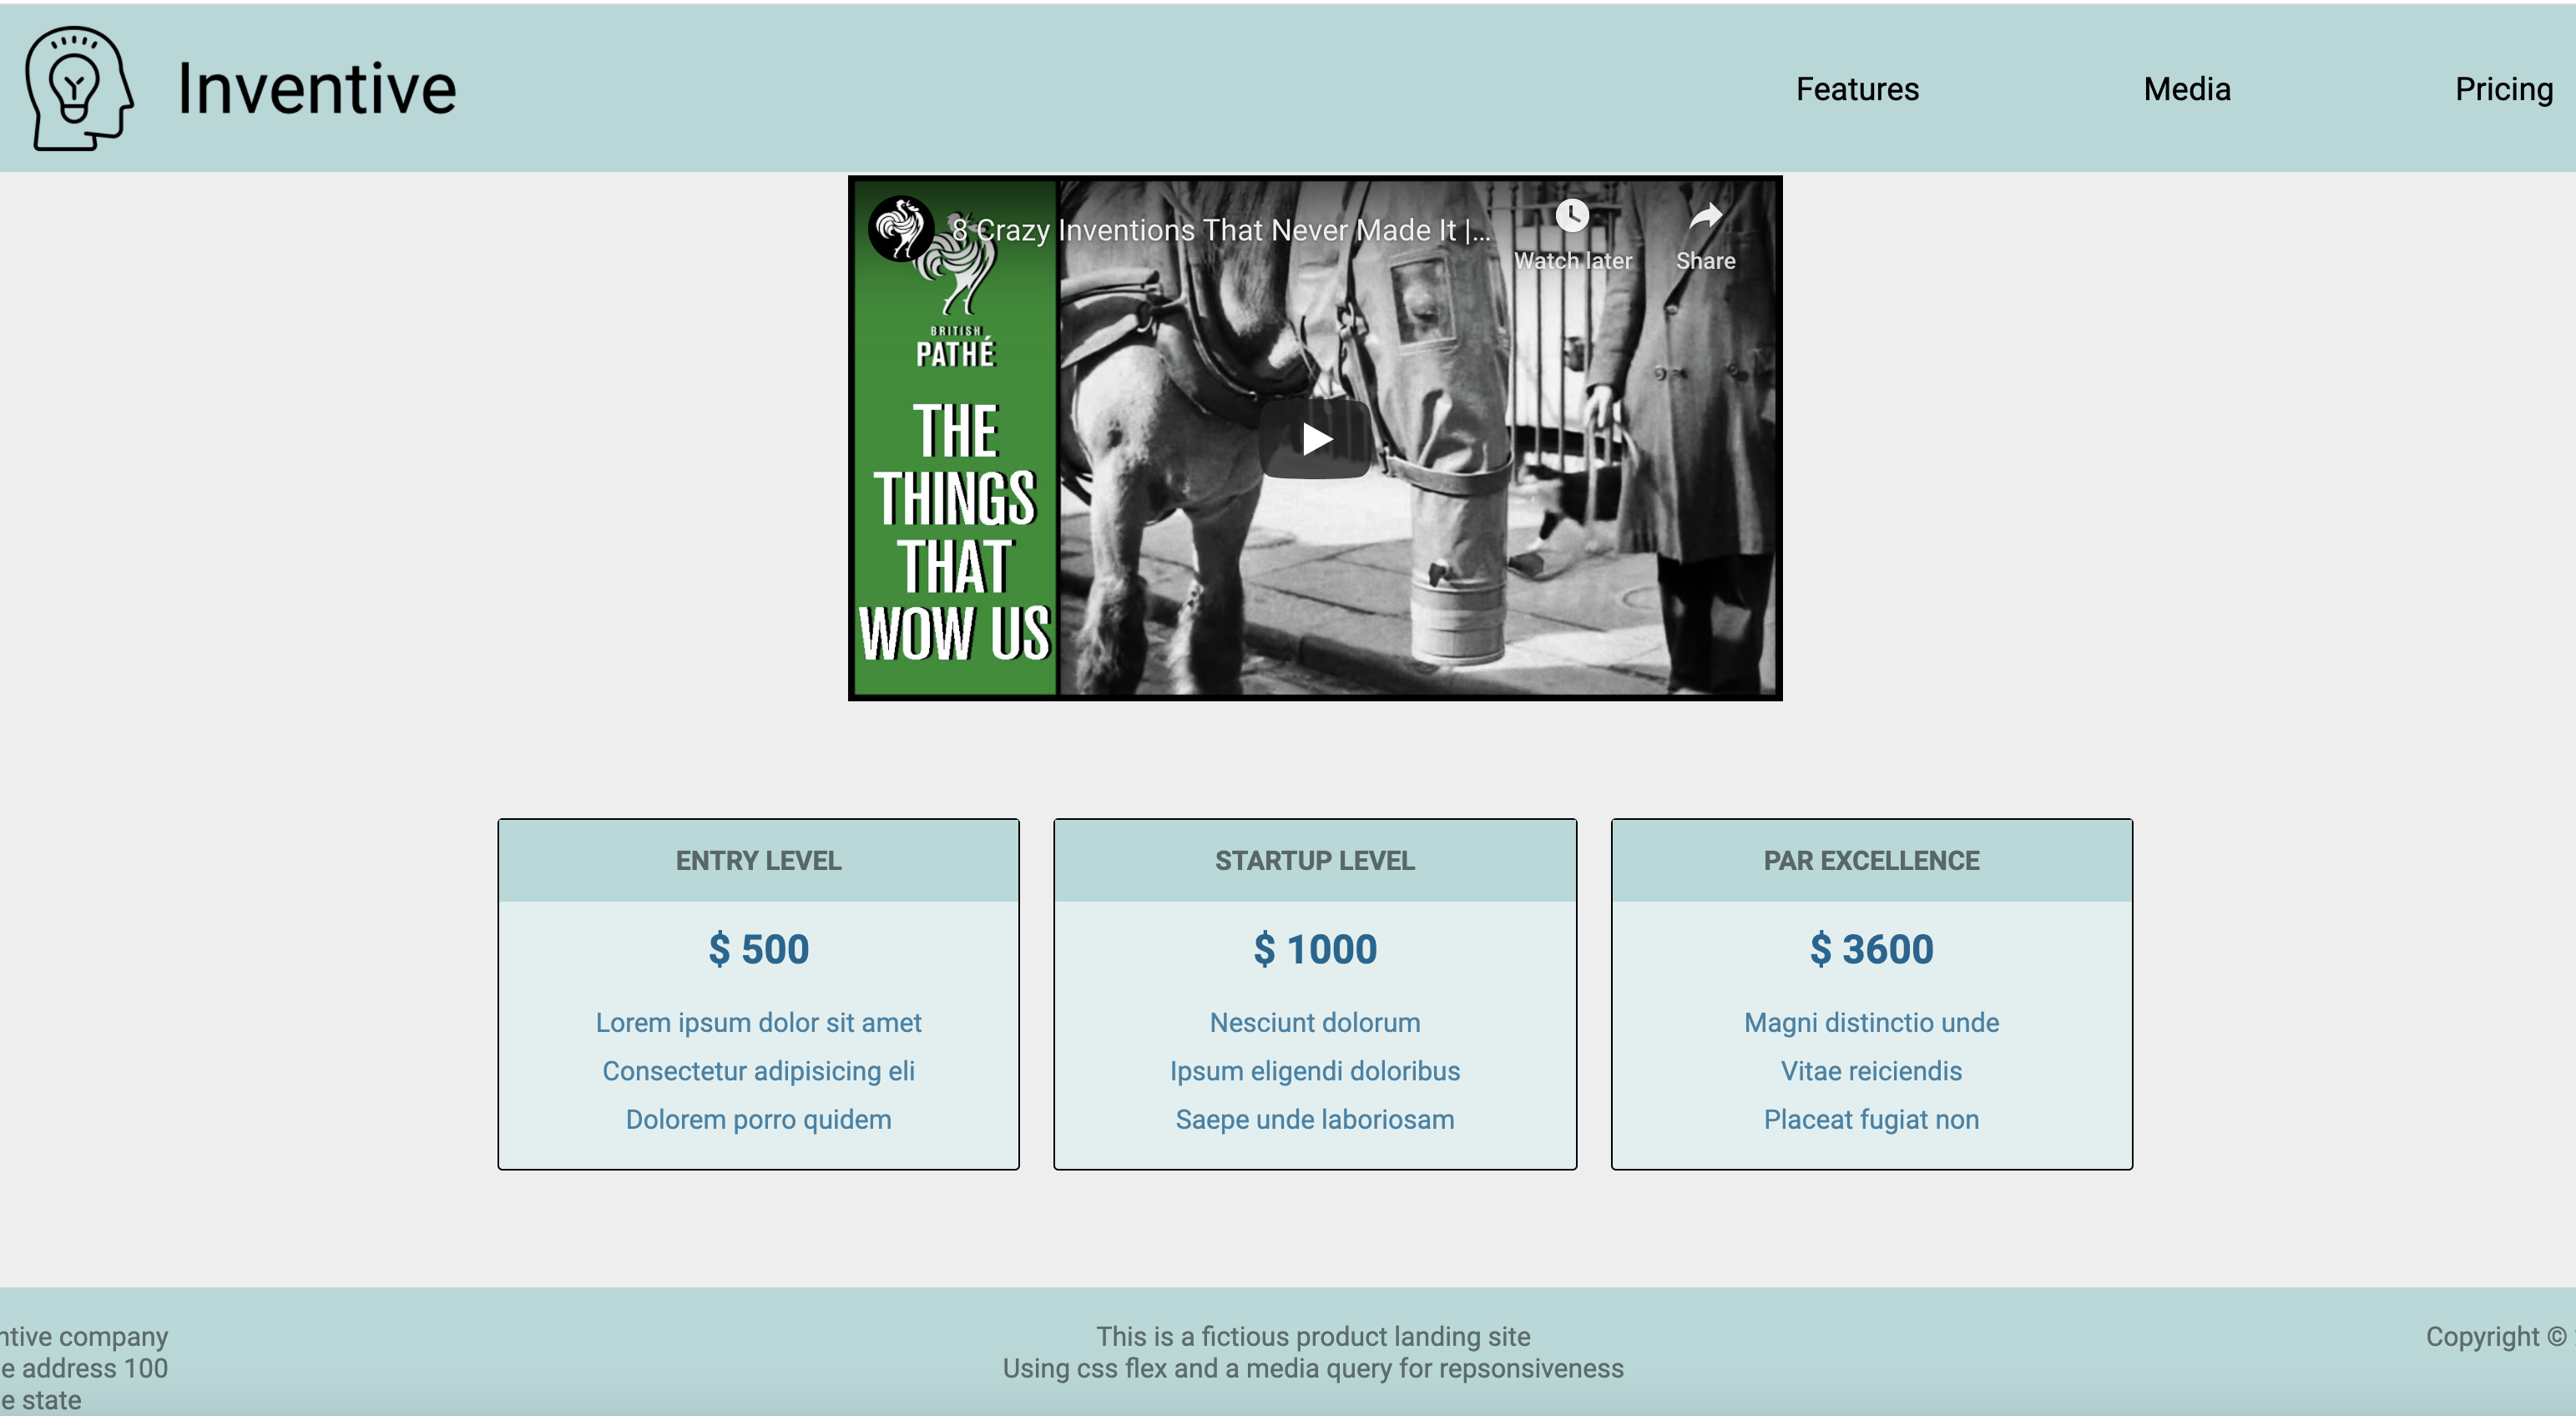 Inventive
Features
Media
Pricing
8 Crazy Inventions That Never Made It |...
Watch later
Share
BRITISH
PATHÉ
THE
THINGS
THAT
WOW US
ENTRY LEVEL
$ 500
Lorem ipsum dolor sit amet
Consectetur adipisicing eli
Dolorem porro quidem
STARTUP LEVEL
$ 1000
Nesciunt dolorum
Ipsum eligendi doloribus
Saepe unde laboriosam
PAR EXCELLENCE
$ 3600
Magni distinctio unde
Vitae reiciendis
Placeat fugiat non
company
address 100
state
This is a fictious product landing site
Using css flex and a media query for repsonsiveness
Copyright ©